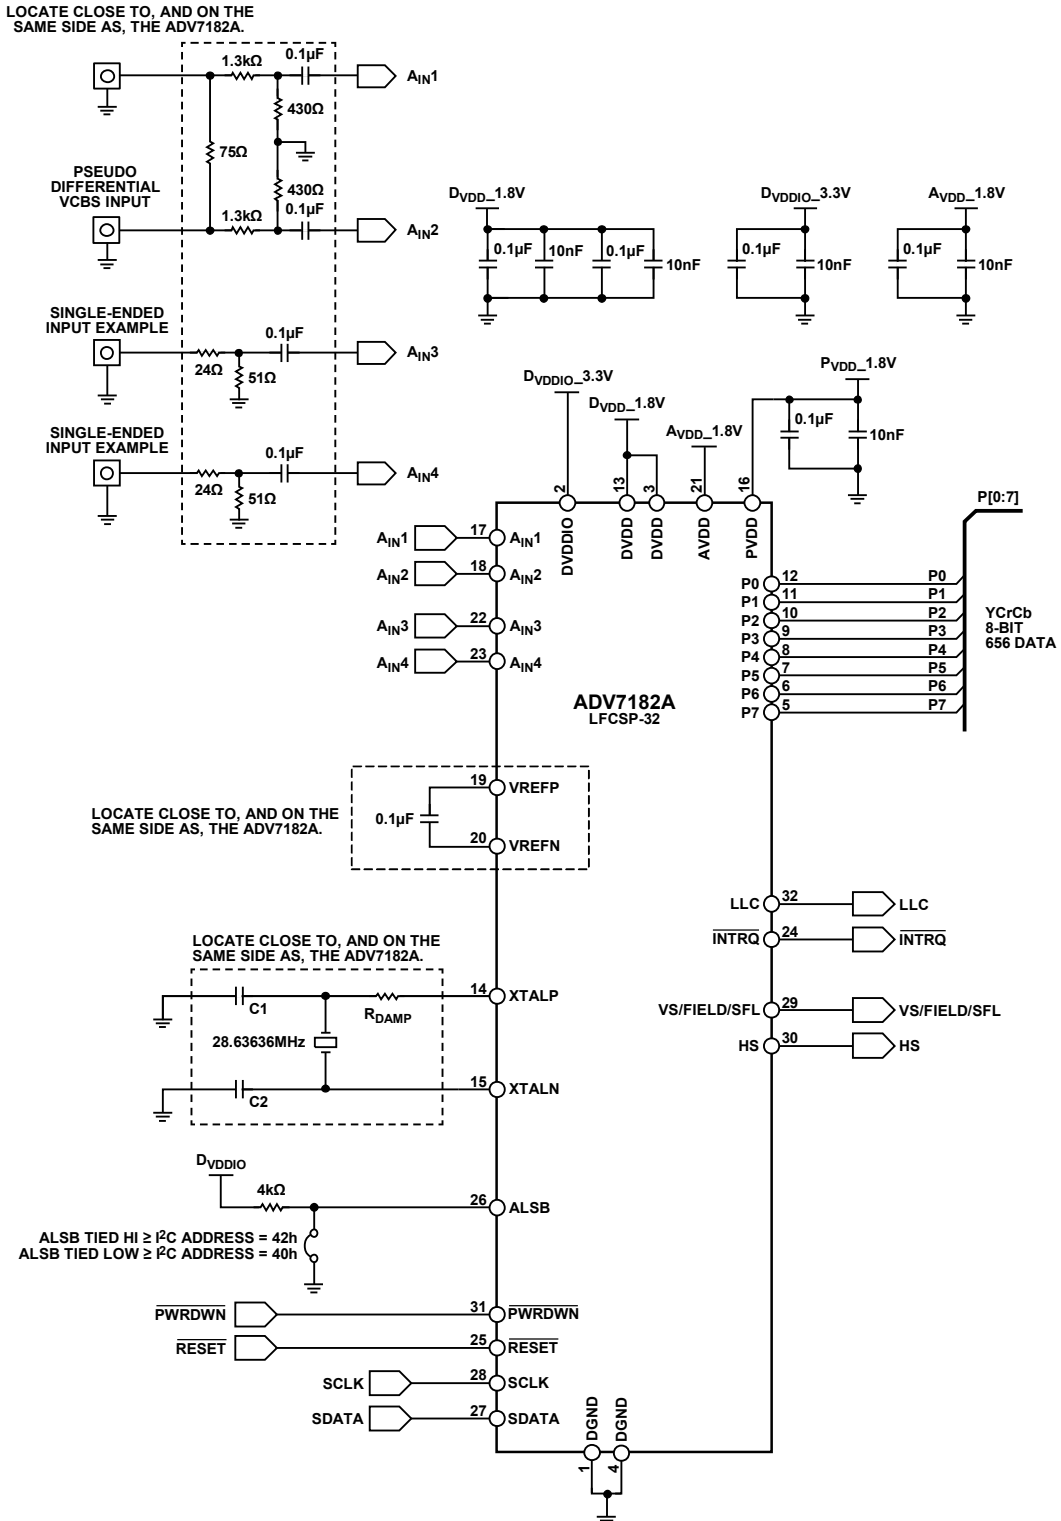 LOCATE CLOSE TO, AND ON THE
SAME SIDE AS, THE ADV7182A.
1.3kΩ
0.1µF
AIN1
430Ω
75Ω
PSEUDO
DIFFERENTIAL
VCBS INPUT
430Ω
1.3kΩ
0.1µF
AIN2
SINGLE-ENDED
INPUT EXAMPLE
0.1µF
AIN3
24Ω
51Ω
SINGLE-ENDED
INPUT EXAMPLE
0.1µF
AIN4
24Ω
51Ω
DVDD_1.8V
0.1µF
10nF
0.1µF
10nF
DVDDIO_3.3V
0.1µF
10nF
AVDD_1.8V
0.1µF
10nF
DVDDIO_3.3V
DVDD_1.8V
AVDD_1.8V
PVDD_1.8V
0.1µF
10nF
2
13
3
21
16
DVDDIO
DVDD
DVDD
AVDD
PVDD
AIN1
17
AIN1
AIN2
18
AIN2
AIN3
22
AIN3
AIN4
23
AIN4
P[0:7]
P0
12
P0
P1
11
P1
P2
10
P2
P3
9
P3
P4
8
P4
P5
7
P5
P6
6
P6
P7
5
P7
YCrCb
8-BIT
656 DATA
ADV7182A
LFCSP-32
LOCATE CLOSE TO, AND ON THE
SAME SIDE AS, THE ADV7182A.
0.1µF
19
VREFP
20
VREFN
LLC
32
LLC
INTRQ
24
INTRQ
VS/FIELD/SFL
29
VS/FIELD/SFL
HS
30
HS
LOCATE CLOSE TO, AND ON THE
SAME SIDE AS, THE ADV7182A.
C1
RDAMP
14
XTALP
28.63636MHz
C2
15
XTALN
DVDDIO
4kΩ
26
ALSB
ALSB TIED HI ≥ I²C ADDRESS = 42h
ALSB TIED LOW ≥ I²C ADDRESS = 40h
PWRDWN
31
PWRDWN
RESET
25
RESET
SCLK
28
SCLK
SDATA
27
SDATA
DGND
DGND
1
4